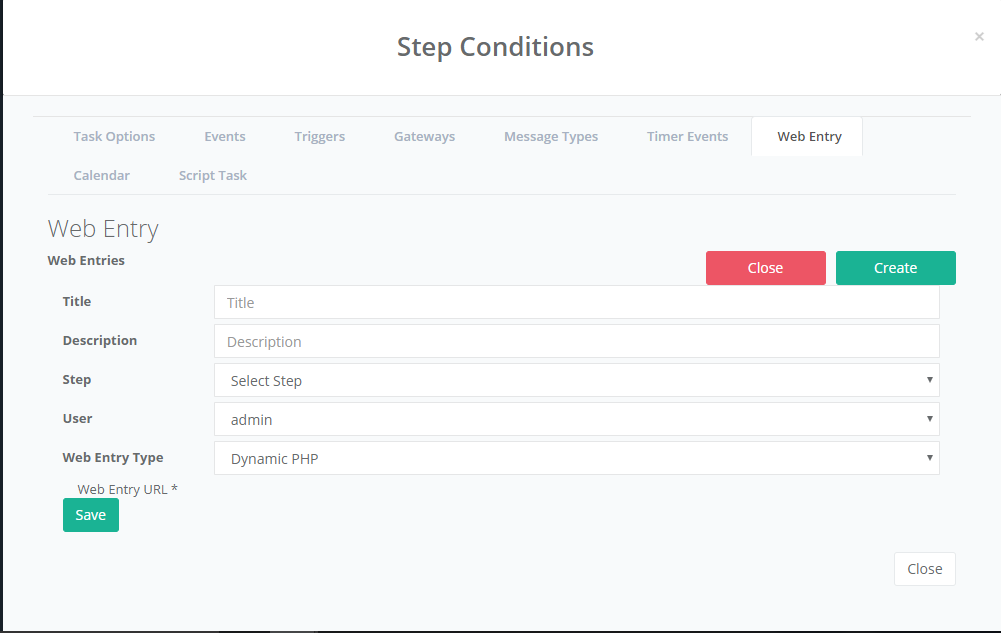 Step Conditions
×
Task Options Events Triggers Gateways Message Types Timer Events Web Entry
Calendar Script Task
Web Entry
Web Entries
Close Create
Title Title
Description Description
Step Select Step
User admin
Web Entry Type Dynamic PHP
Web Entry URL *
Save
Close